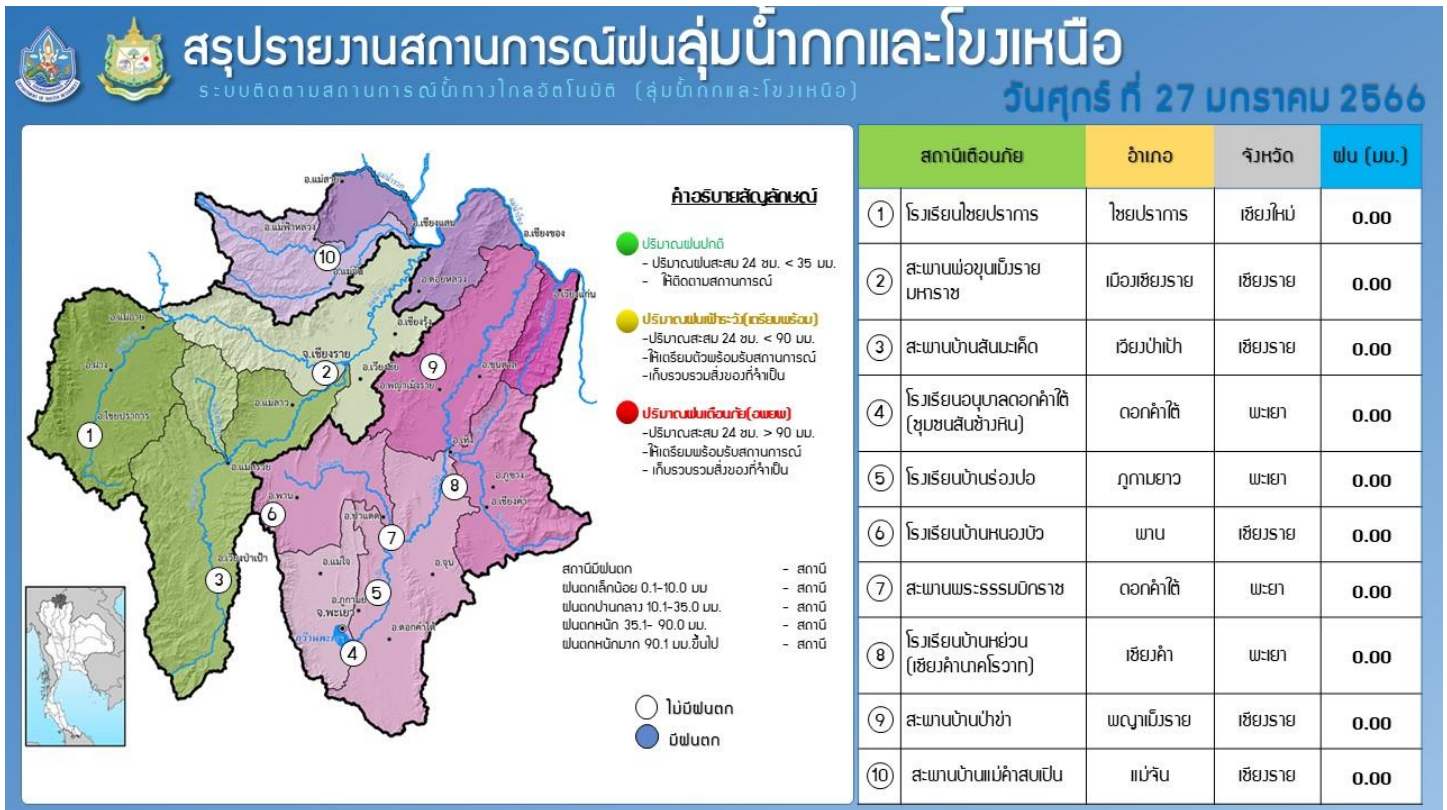 สรุปรายงานสถานการณ์ฝนลุ่มน้ำกกและโขงเหนือ
ระบบติดตามสถานการณ์น้ำทางไกลอัตโนมัติ (ลุ่มน้ำกกและโขงเหนือ)
วันศุกร์ ที่ 27 มกราคม 2566
คำอธิบายสัญลักษณ์
ปริมาณฝนปกติ
- ปริมาณฝนสะสม 24 ชม. < 35 มม.
- ให้ติดตามสถานการณ์
ปริมาณฝนเฝ้าระวัง(เตรียมพร้อม)
-ปริมาณสะสม 24 ชม. < 90 มม.
-ให้เตรียมตัวพร้อมรับสถานการณ์
-เก็บรวบรวมสิ่งของที่จำเป็น
ปริมาณฝนเตือนภัย(อพยพ)
-ปริมาณสะสม 24 ชม. > 90 มม.
-ให้เตรียมพร้อมรับสถานการณ์
- เก็บรวบรวมสิ่งของที่จำเป็น
อ.แม่สาย
อ.แม่ฟ้าหลวง
อ.เชียงแสน
อ.เชียงของ
10
อ.แม่จัน
อ.ดอยหลวง
อ.เวียงแก่น
อ.แม่อาย
อ.เชียงรุ้ง
จ.เชียงราย
2
อ.เวียงชัย
9
อ.ขุนตาล
อ.ฝาง
อ.พญาเม็งราย
อ.ไชยปราการ
อ.แม่ลาว
1
อ.เทิง
อ.แม่สรวย
8
อ.ภูซาง
อ.เชียงคำ
อ.พาน
6
อ.ป่าแดด
7
อ.เวียงป่าเป้า
3
อ.แม่ใจ
อ.จุน
5
อ.ภูกามยาว
จ.พะเยา
กว๊านพะเยา
อ.ดอกคำใต้
4
สถานีมีฝนตก - สถานี
ฝนตกเล็กน้อย 0.1-10.0 มม - สถานี
ฝนตกปานกลาง 10.1-35.0 มม. - สถานี
ฝนตกหนัก 35.1- 90.0 มม. - สถานี
ฝนตกหนักมาก 90.1 มม.ขึ้นไป - สถานี
ไม่มีฝนตก
มีฝนตก
สถานีเตือนภัย อำเภอ จังหวัด ฝน (มม.)
1 โรงเรียนไชยปราการ ไชยปราการ เชียงใหม่ 0.00
2 สะพานพ่อขุนเม็งราย
มหาราช เมืองเชียงราย เชียงราย 0.00
3 สะพานบ้านสันมะเค็ด เวียงป่าเป้า เชียงราย 0.00
4 โรงเรียนอนุบาลดอกคำใต้
(ชุมชนสันช้างหิน) ดอกคำใต้ พะเยา 0.00
5 โรงเรียนบ้านร่องปอ ภูกามยาว พะเยา 0.00
6 โรงเรียนบ้านหนองบัว พาน เชียงราย 0.00
7 สะพานพระธรรมมิกราช ดอกคำใต้ พะเยา 0.00
8 โรงเรียนบ้านหย่วน
(เชียงคำนาคโรวาท) เชียงคำ พะเยา 0.00
9 สะพานบ้านป่าข่า พญาเม็งราย เชียงราย 0.00
10 สะพานบ้านแม่คำสบเปิน แม่จัน เชียงราย 0.00